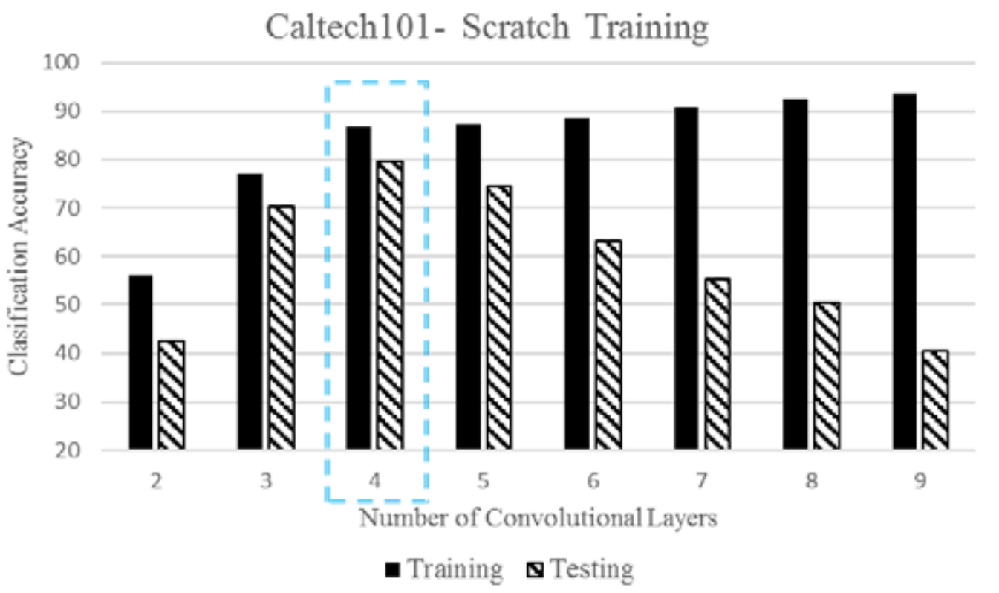 Caltech101- Scratch Training
Clasification Accuracy
100
90
80
70
60
50
40
30
20
2 3 4 5 6 7 8 9
Number of Convolutional Layers
Training Testing